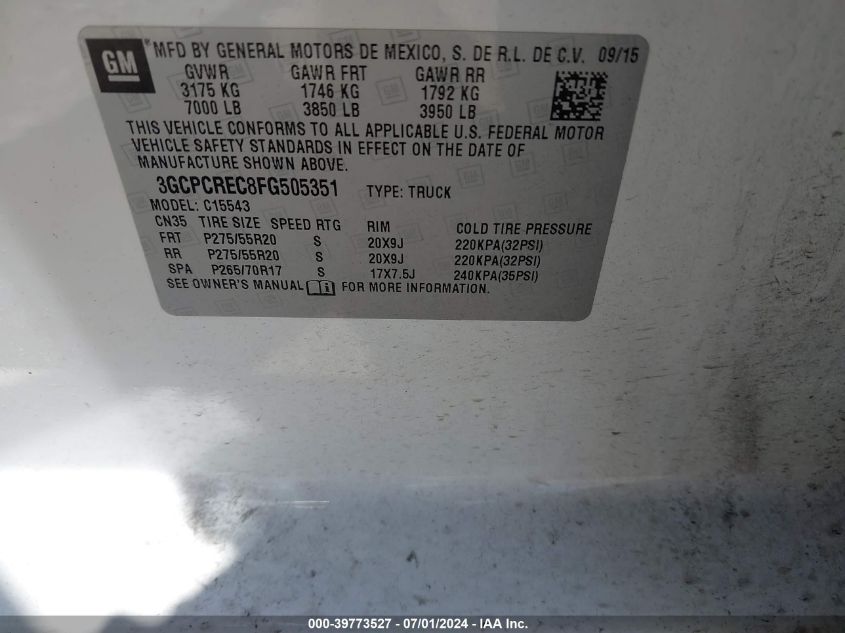 GM ® MFD BY GENERAL MOTORS DE MEXICO, S. DE R.L. DE C.V. 09/15
GVWR GAWR FRT GAWR RR
3175 KG 1746 KG 1792 KG
7000 LB 3850 LB 3950 LB
THIS VEHICLE CONFORMS TO ALL APPLICABLE U.S. FEDERAL MOTOR
VEHICLE SAFETY STANDARDS IN EFFECT ON THE DATE OF
MANUFACTURE SHOWN ABOVE.
3GCPCREC8FG505351 TYPE: TRUCK
MODEL: C15543
CN35 TIRE SIZE SPEED RTG RIM COLD TIRE PRESSURE
FRT P275/55R20 S 20X9J 220KPA(32PSI)
RR P275/55R20 S 20X9J 220KPA(32PSI)
SPA P265/70R17 S 17X7.5J 240KPA(35PSI)
SEE OWNER'S MANUAL FOR MORE INFORMATION.
000-39773527 - 07/01/2024 - IAA Inc.